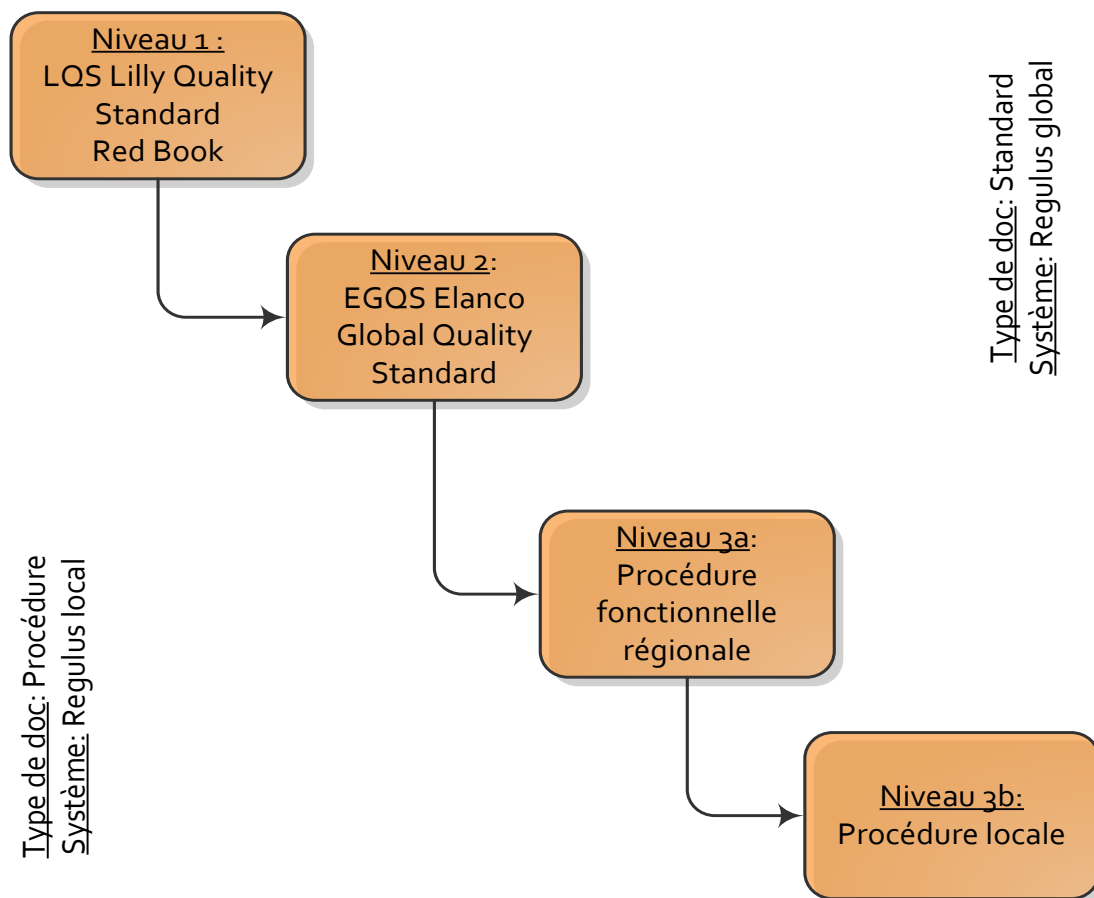 Niveau 1 :
LQS Lilly Quality
Standard
Red Book
Type de doc: Standard
Système: Regulus global
Niveau 2:
EGQS Elanco
Global Quality
Standard
Niveau 3a:
Procédure
fonctionnelle
régionale
Type de doc: Procédure
Système: Regulus local
Niveau 3b:
Procédure locale